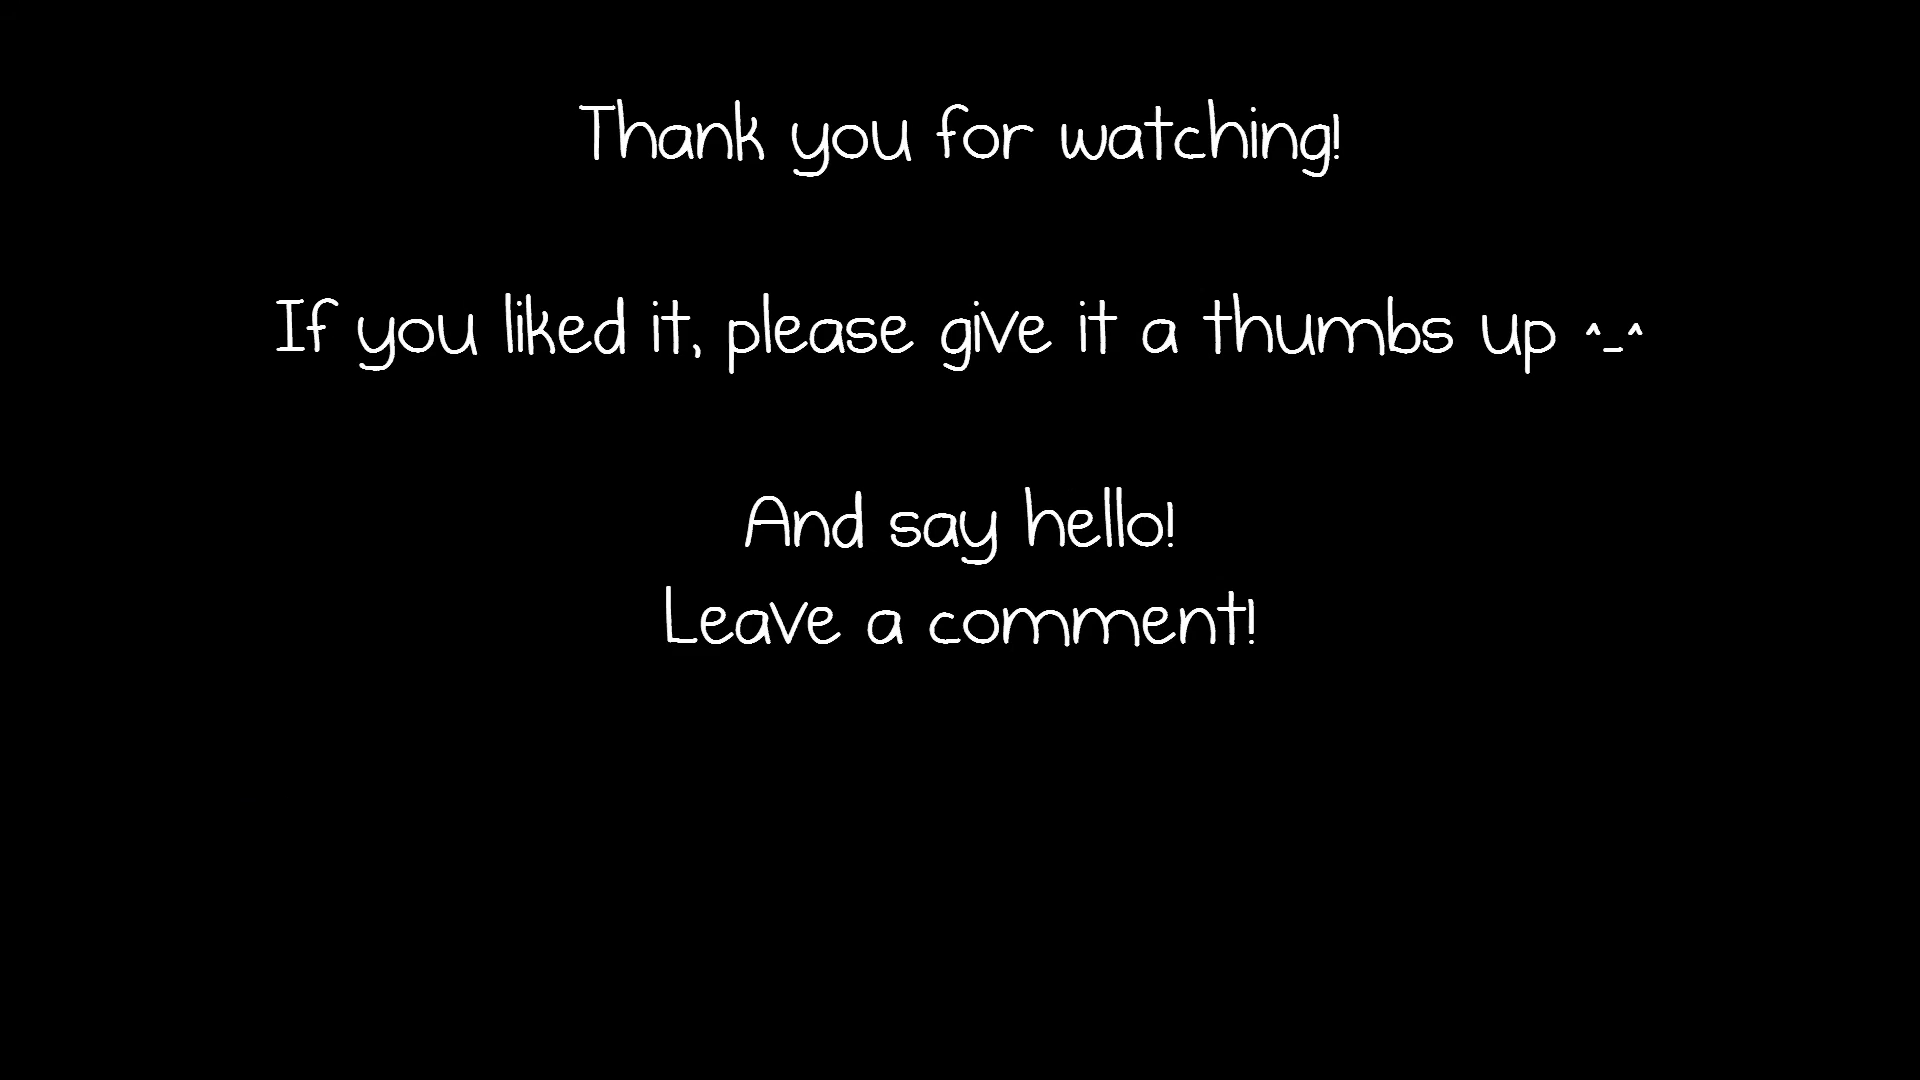 Thank you for watching!
If you liked it, please give it a thumbs up ^_^
And say hello!
Leave a comment!